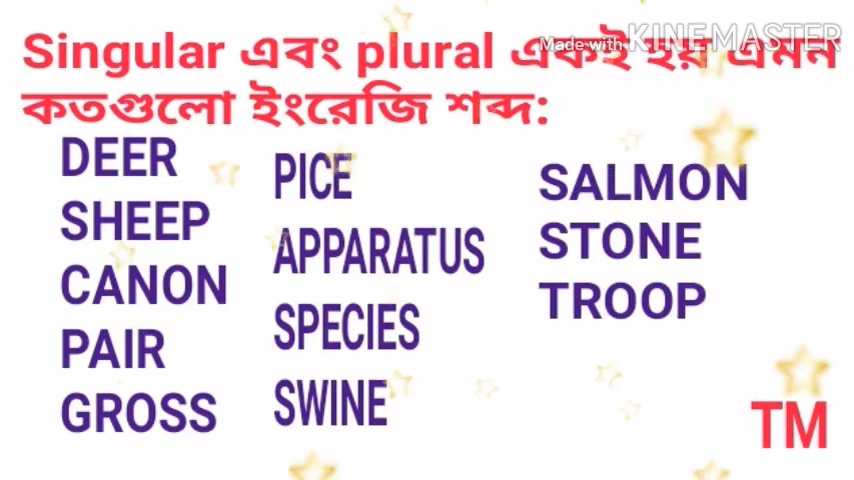 Singular এবং plural একই হয় এমন
Made with KINEMASTER
কতগুলো ইংরেজি শব্দ:
DEER
SHEEP
CANON
PAIR
GROSS
PICE
APPARATUS
SPECIES
SWINE
SALMON
STONE
TROOP
TM